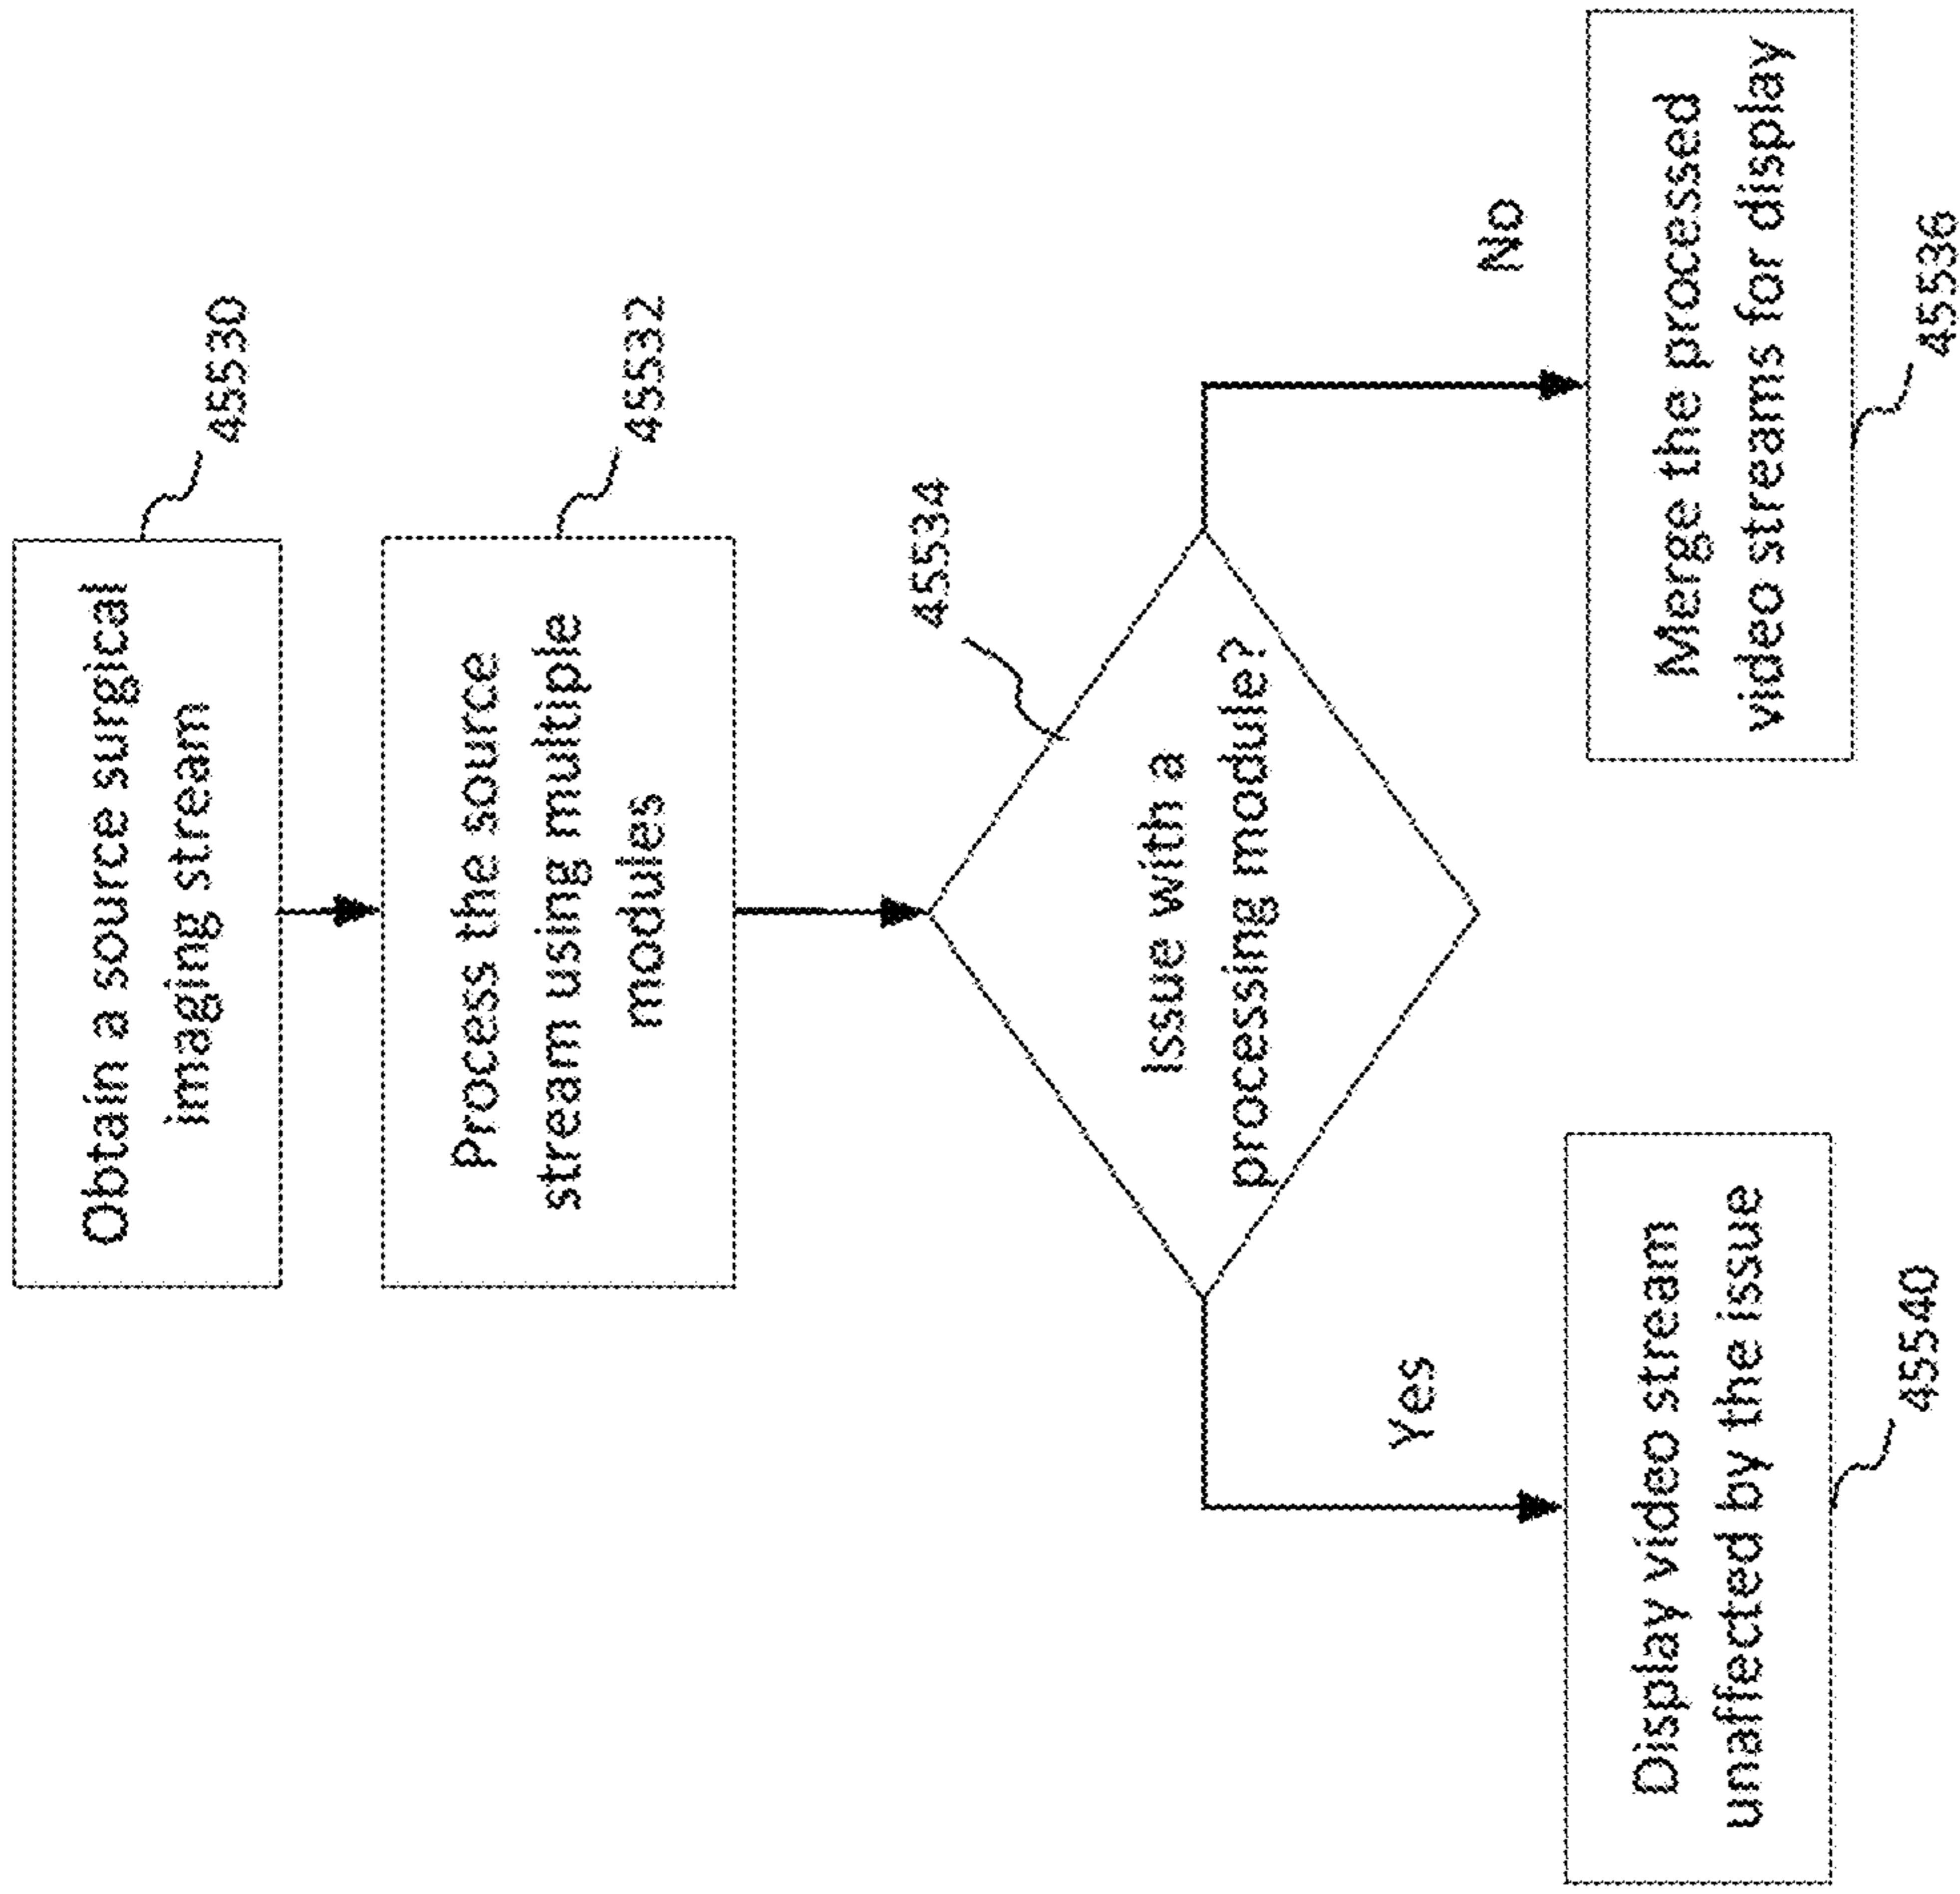 Obtain a source surgical
imaging stream
45530
Process the source
stream using multiple
modules
45532
45534
Issue with a
processing module?
Yes
No
Display video stream
unaffected by the issue
45540
Merge the processed
video streams for display
45536